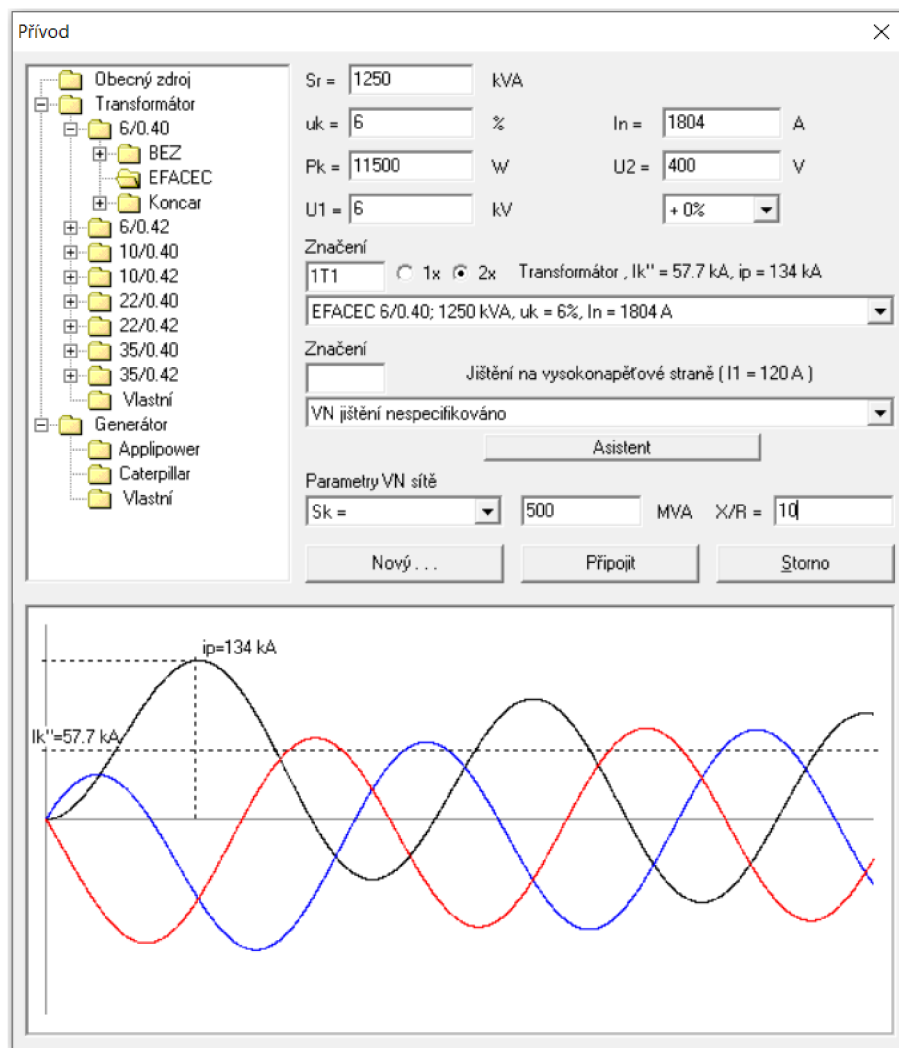 Přívod
Obecný zdroj
Transformátor
6/0.40
BEZ
EFACEC
Koncar
6/0.42
10/0.40
10/0.42
22/0.40
22/0.42
35/0.40
35/0.42
Vlastní
Generátor
Applipower
Caterpillar
Vlastní
Sr = 1250 kVA
uk = 6 % In = 1804 A
Pk = 11500 W U2 = 400 V
U1 = 6 kV + 0%
Značení
1T1 1x 2x Transformátor , Ik'' = 57.7 kA, ip = 134 kA
EFACEC 6/0.40; 1250 kVA, uk = 6%, In = 1804 A
Značení
Jištění na vysokonapěťové straně ( I1 = 120 A )
VN jištění nespecifikováno
Asistent
Parametry VN sítě
Sk = 500 MVA X/R = 10
Nový . . . Připojit Storno
ip=134 kA
Ik''=57.7 kA